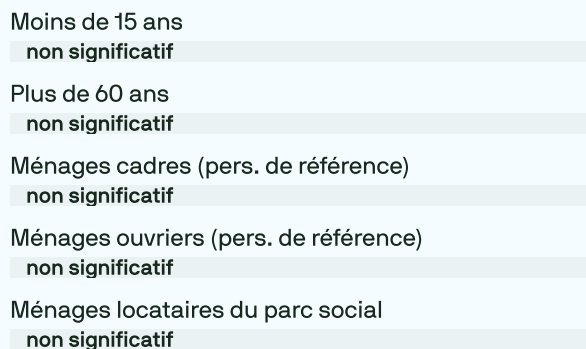 Moins de 15 ans
non significatif
Plus de 60 ans
non significatif
Ménages cadres (pers. de référence)
non significatif
Ménages ouvriers (pers. de référence)
non significatif
Ménages locataires du parc social
non significatif